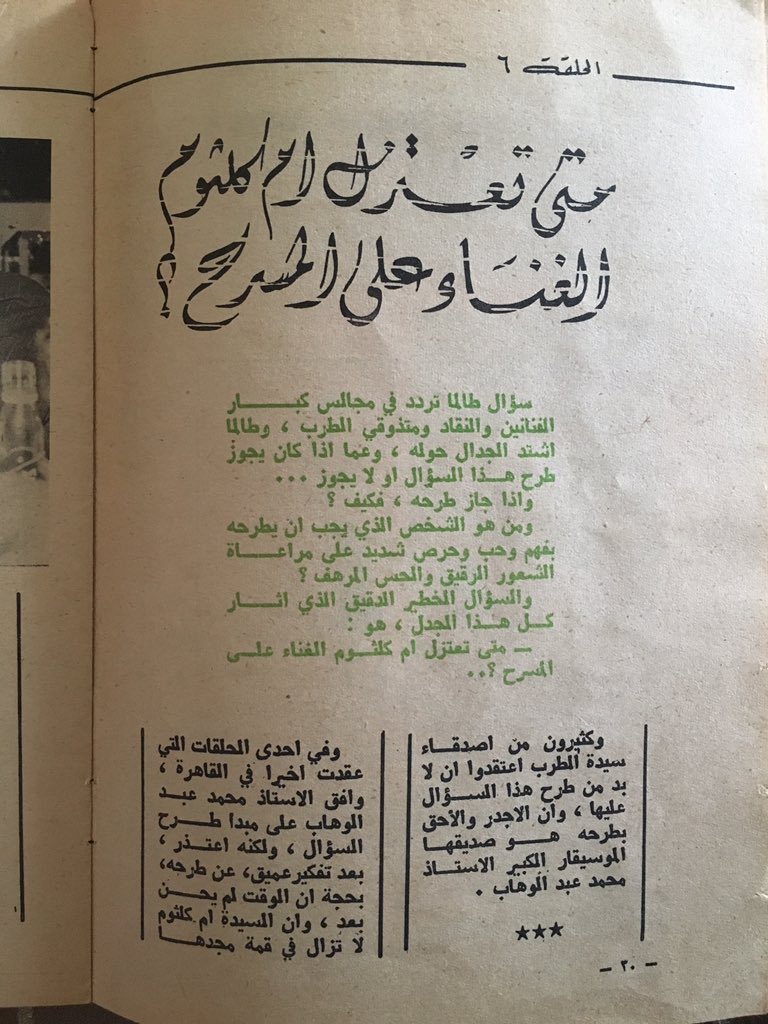 الحلقة ٦
متى تعتزل ام كلثوم
الغناء على المسرح ؟
سؤال طالما تردد في مجالس كبار
الفنانين والنقاد ومتذوقي الطرب ، وطالما
اشتد الجدال حوله ، وعما اذا كان يجوز
طرح هذا السؤال او لا يجوز ...
واذا جاز طرحه ، فكيف ؟
ومن هو الشخص الذي يجب ان يطرحه
بفهم وحب وحرص شديد على مراعاة
الشعور الرقيق والحس المرهف ؟
والسؤال الخطير الدقيق الذي اثار
كل هذا الجدل ، هو :
— متى تعتزل ام كلثوم الغناء على
المسرح ؟..
وكثيرون من اصدقاء
سيدة الطرب اعتقدوا ان لا
بد من طرح هذا السؤال
عليها ، وان الاجدر والاحق
بطرحه هو صديقها
الموسيقار الكبير الاستاذ
محمد عبد الوهاب .
★★★
وفي احدى الحلقات التي
عقدت اخيرا في القاهرة ،
وافق الاستاذ محمد عبد
الوهاب على مبدا طرح
السؤال ، ولكنه اعتذر ،
بعد تفكير عميق، عن طرحه،
بحجة ان الوقت لم يحن
بعد ، وان السيدة ام كلثوم
لا تزال في قمة مجدها
— ٣٠ —